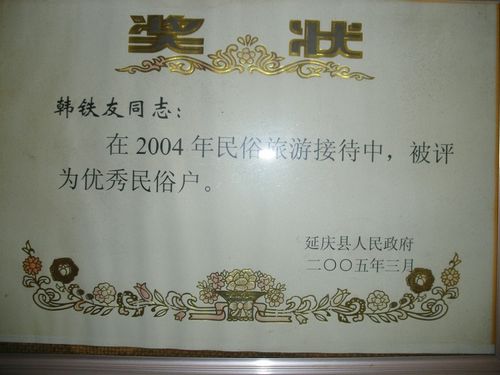 奖状
韩铁友同志：
在2004年民俗旅游接待中，被评
为优秀民俗户。
延庆县人民政府
二〇〇五年三月